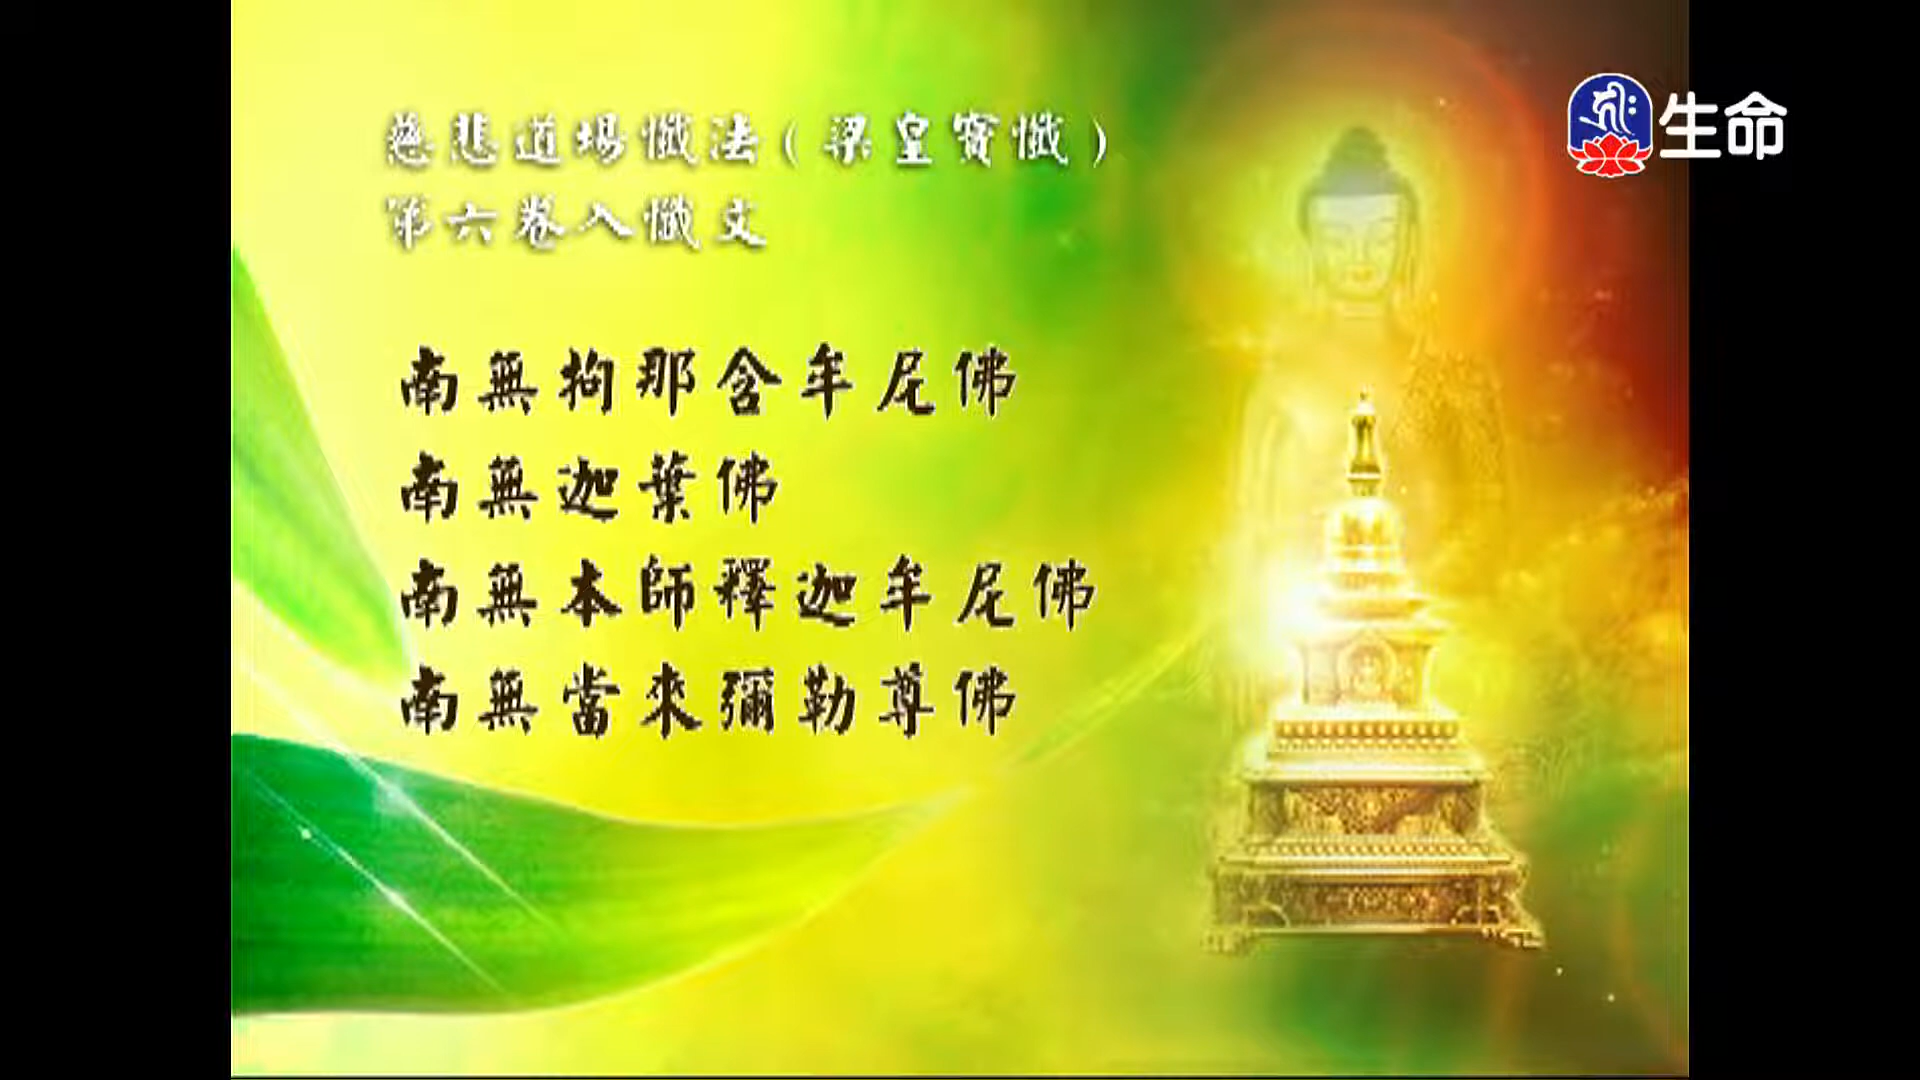 慈悲道場懺法(梁皇寶懺)
第六卷入懺文
南無拘那含牟尼佛
南無迦葉佛
南無本師釋迦牟尼佛
南無當來彌勒尊佛
生命